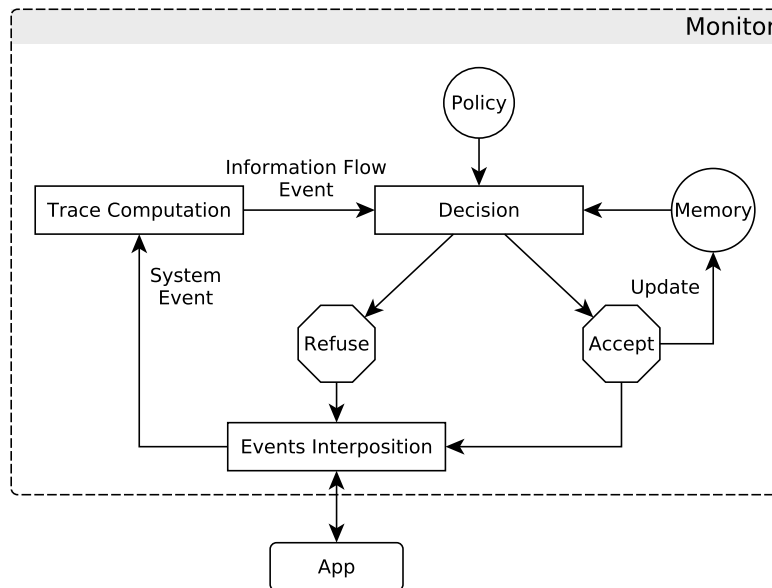 Monitor
Policy
Information Flow
Event
Trace Computation
Decision
Memory
System
Event
Update
Refuse
Accept
Events Interposition
App